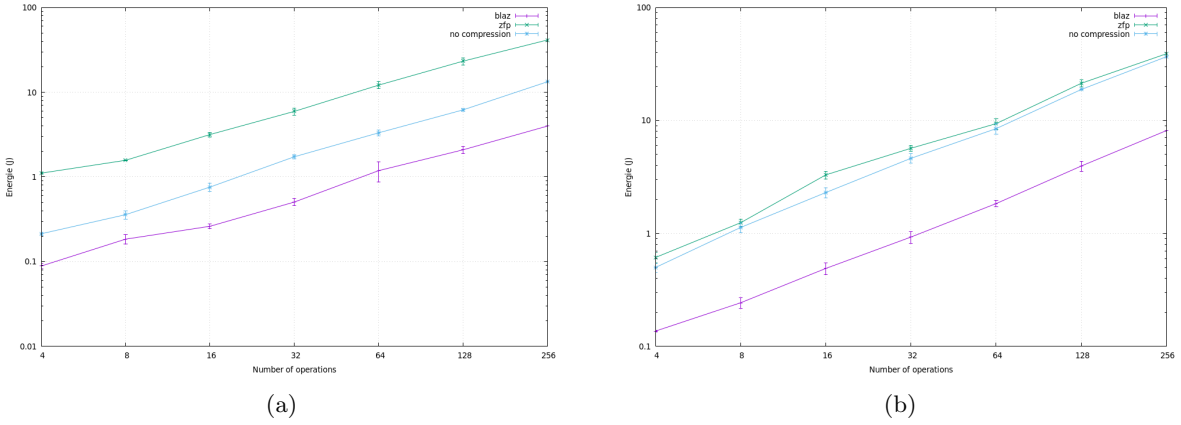 100
10
1
0.1
0.01
Energie (J)
4 8 16 32 64 128 256
Number of operations
blaz
zfp
no compression
(a)
100
10
1
0.1
Energie (J)
4 8 16 32 64 128 256
Number of operations
blaz
zfp
no compression
(b)